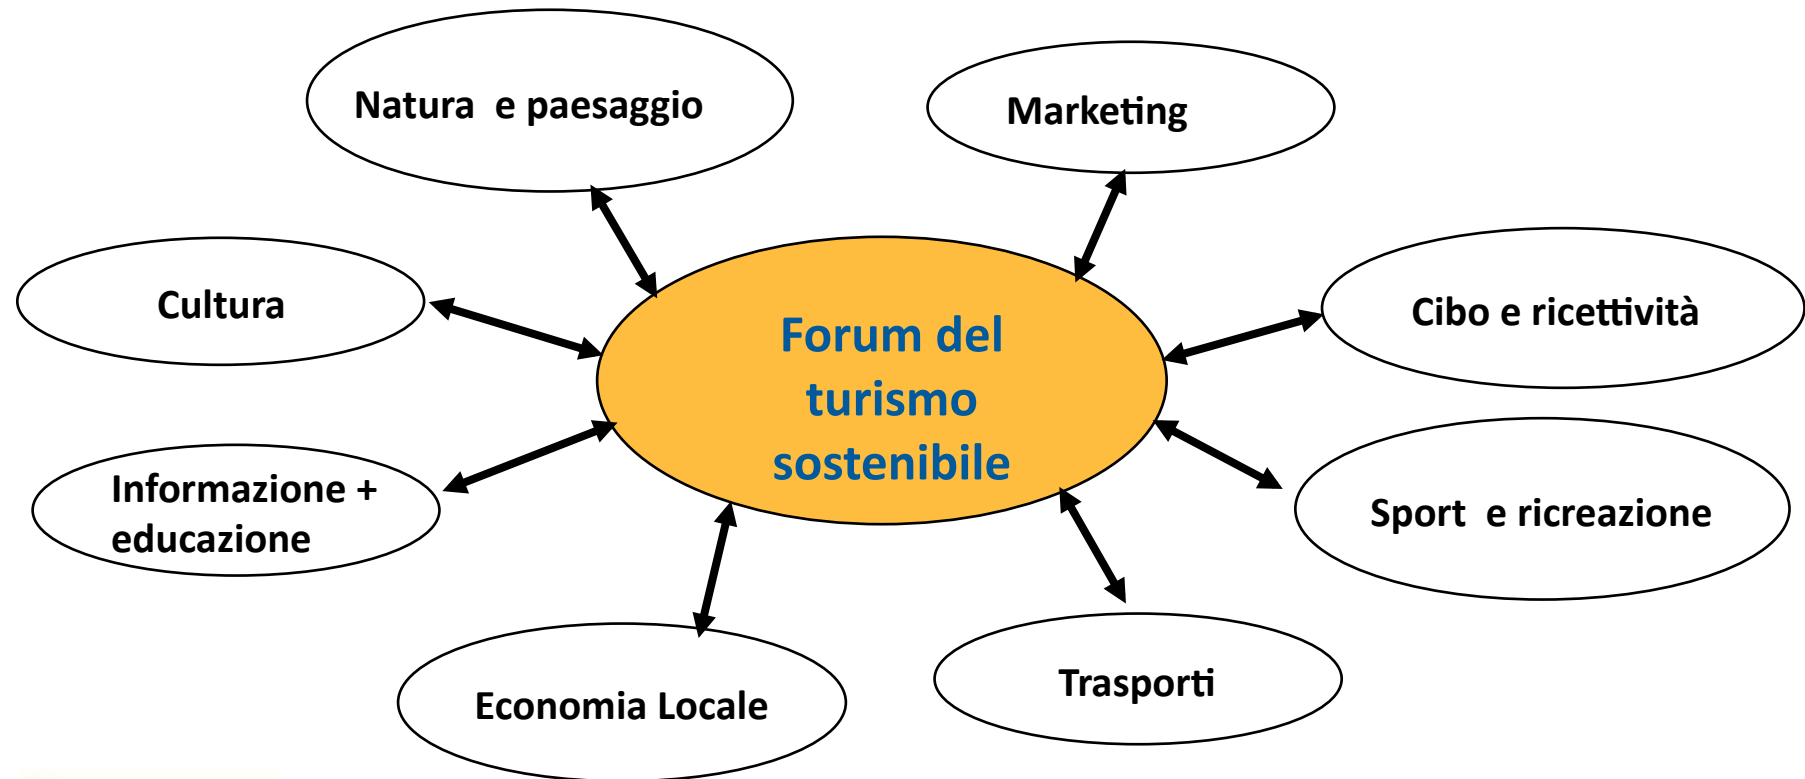 Natura e paesaggio
Marketing
Cultura
Forum del
turismo
sostenibile
Cibo e ricettività
Informazione +
educazione
Sport e ricreazione
Economia Locale
Trasporti